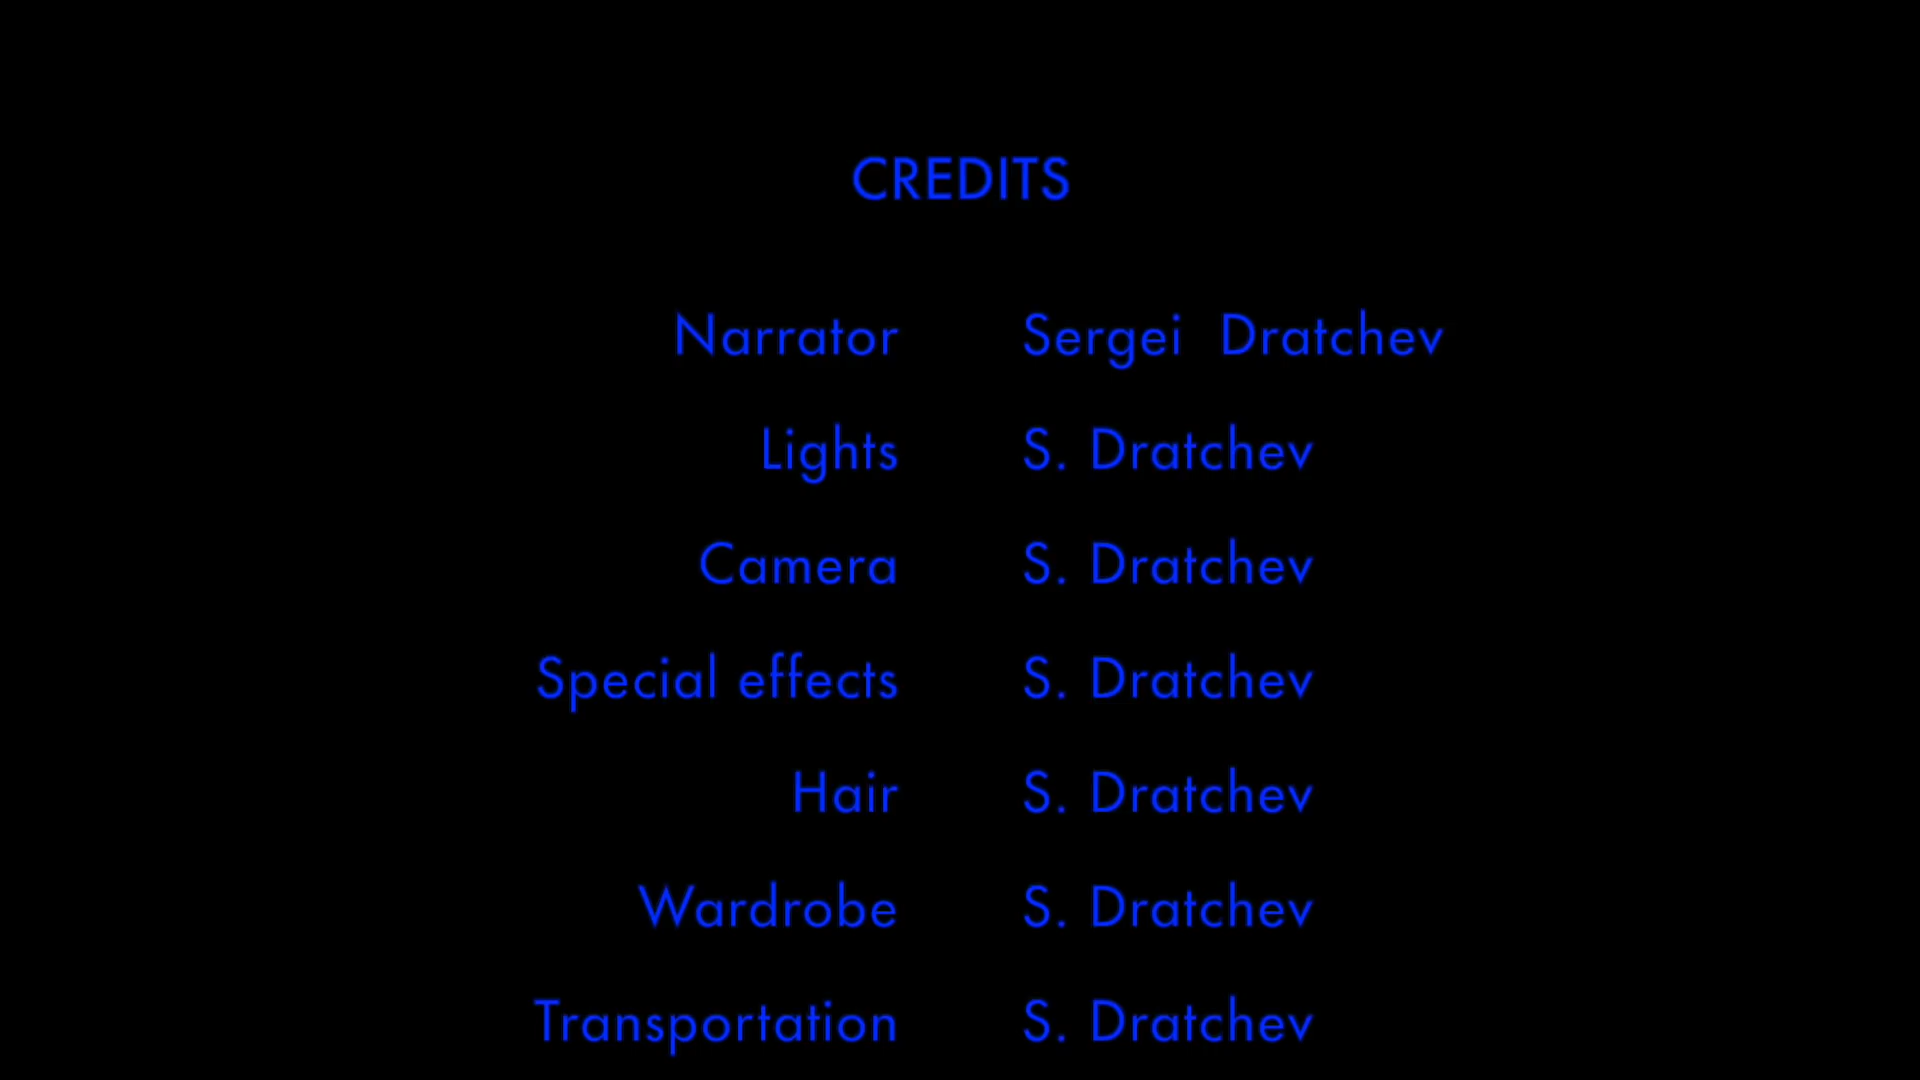 CREDITS
Narrator Sergei Dratchev
Lights S. Dratchev
Camera S. Dratchev
Special effects S. Dratchev
Hair S. Dratchev
Wardrobe S. Dratchev
Transportation S. Dratchev